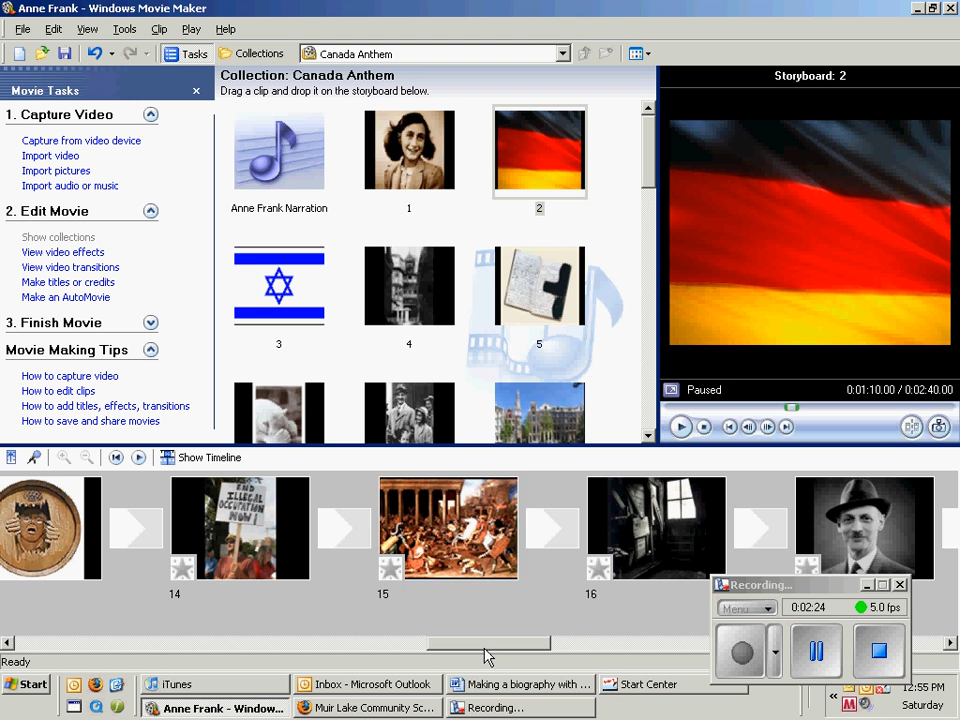 Anne Frank - Windows Movie Maker
File Edit View Tools Clip Play Help
Tasks Collections Canada Anthem
Movie Tasks
Collection: Canada Anthem
Drag a clip and drop it on the storyboard below.
Storyboard: 2
1. Capture Video
Capture from video device
Import video
Import pictures
Import audio or music
2. Edit Movie
Show collections
View video effects
View video transitions
Make titles or credits
Make an AutoMovie
3. Finish Movie
Movie Making Tips
How to capture video
How to edit clips
How to add titles, effects, transitions
How to save and share movies
Anne Frank Narration 1 2
3 4 5
Paused 0:01:10.00 / 0:02:40.00
Show Timeline
END
ILLEGAL
OCCUPATION
NOW!
14 15 16
Recording...
Menu 0:02:24 5.0 fps
Ready
Start iTunes Inbox - Microsoft Outlook Making a biography with ... Start Center
Anne Frank - Window... Muir Lake Community Sc... Recording...
12:55 PM
Saturday